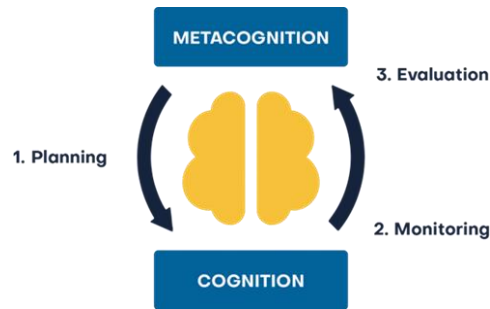 METACOGNITION
3. Evaluation
1. Planning
2. Monitoring
COGNITION